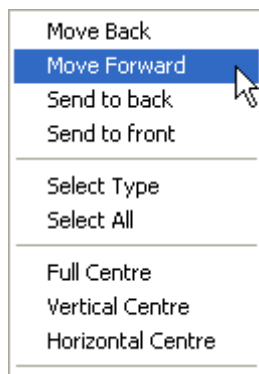 Move Back
Move Forward
Send to back
Send to front
Select Type
Select All
Full Centre
Vertical Centre
Horizontal Centre